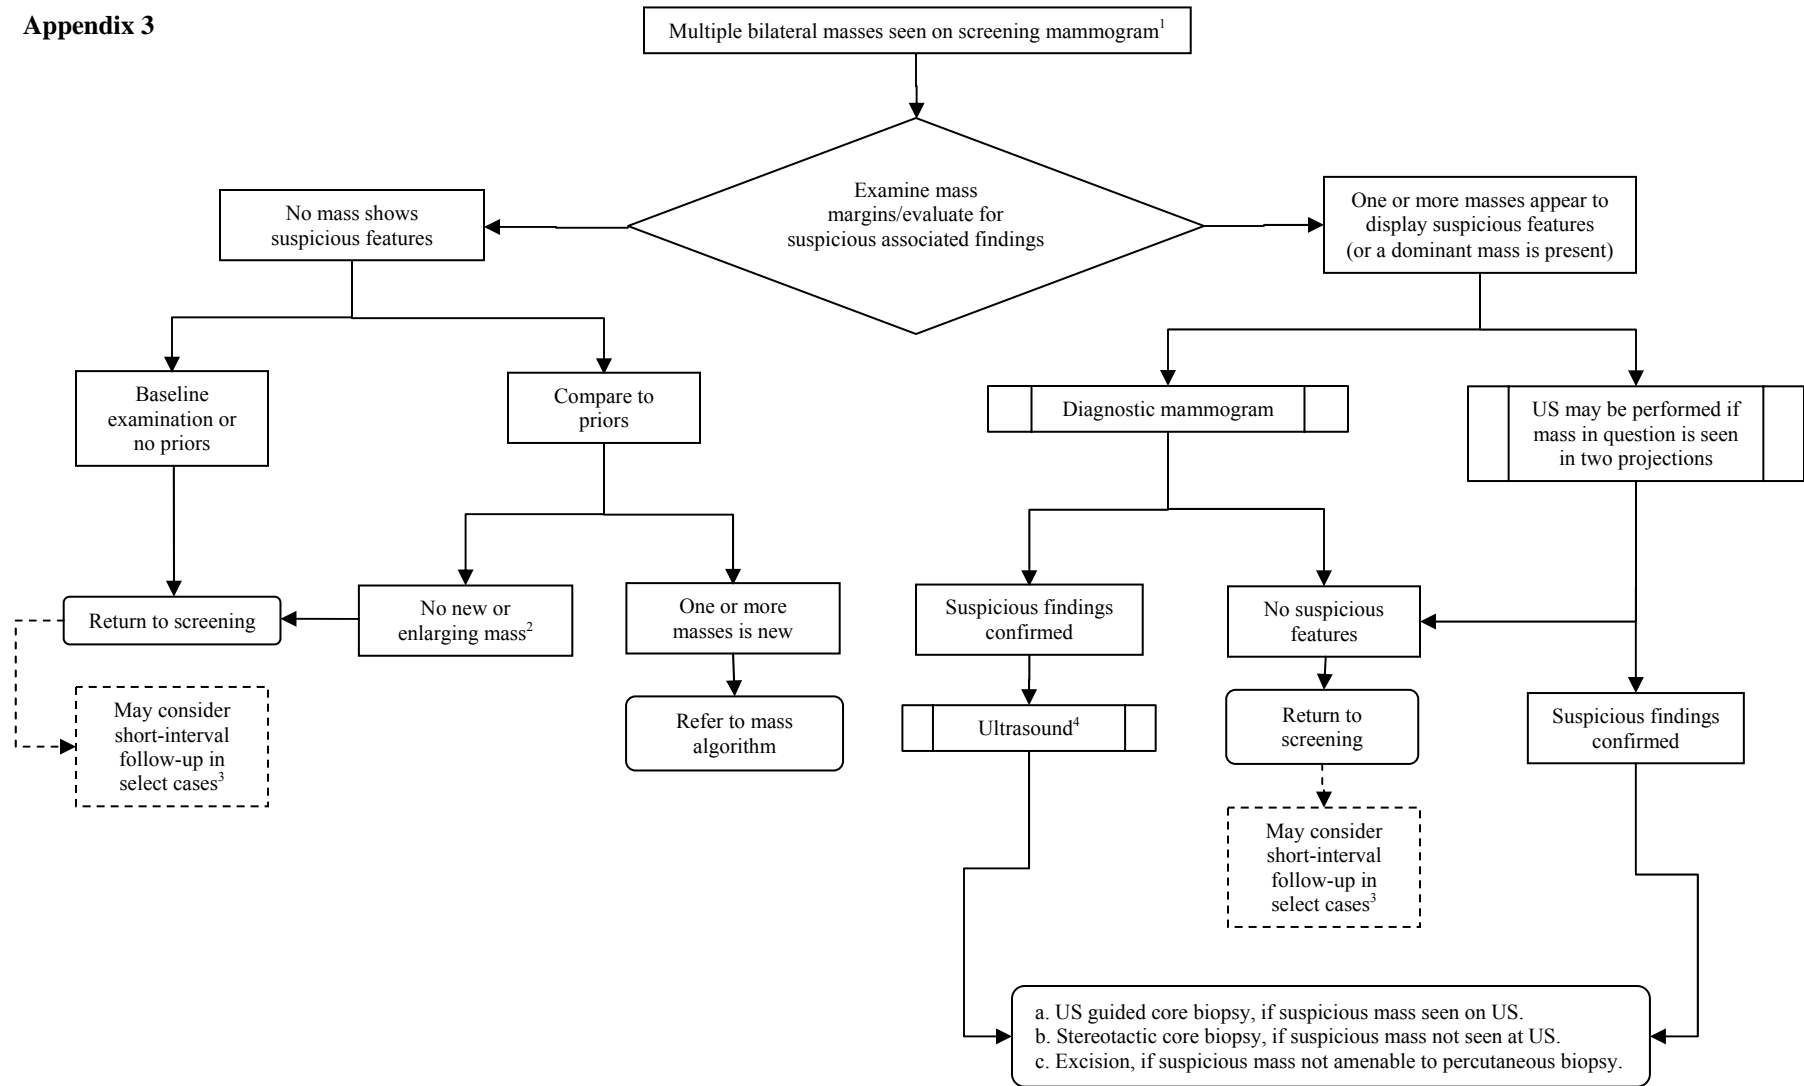 Appendix 3
Multiple bilateral masses seen on screening mammogram¹
Examine mass
margins/evaluate for
suspicious associated findings
No mass shows
suspicious features
One or more masses appear to
display suspicious features
(or a dominant mass is present)
Baseline
examination or
no priors
Compare to
priors
Diagnostic mammogram
US may be performed if
mass in question is seen
in two projections
Return to screening
No new or
enlarging mass²
One or more
masses is new
Suspicious findings
confirmed
No suspicious
features
May consider
short-interval
follow-up in
select cases³
Refer to mass
algorithm
Ultrasound⁴
Return to
screening
Suspicious findings
confirmed
May consider
short-interval
follow-up in
select cases³
a. US guided core biopsy, if suspicious mass seen on US.
b. Stereotactic core biopsy, if suspicious mass not seen at US.
c. Excision, if suspicious mass not amenable to percutaneous biopsy.